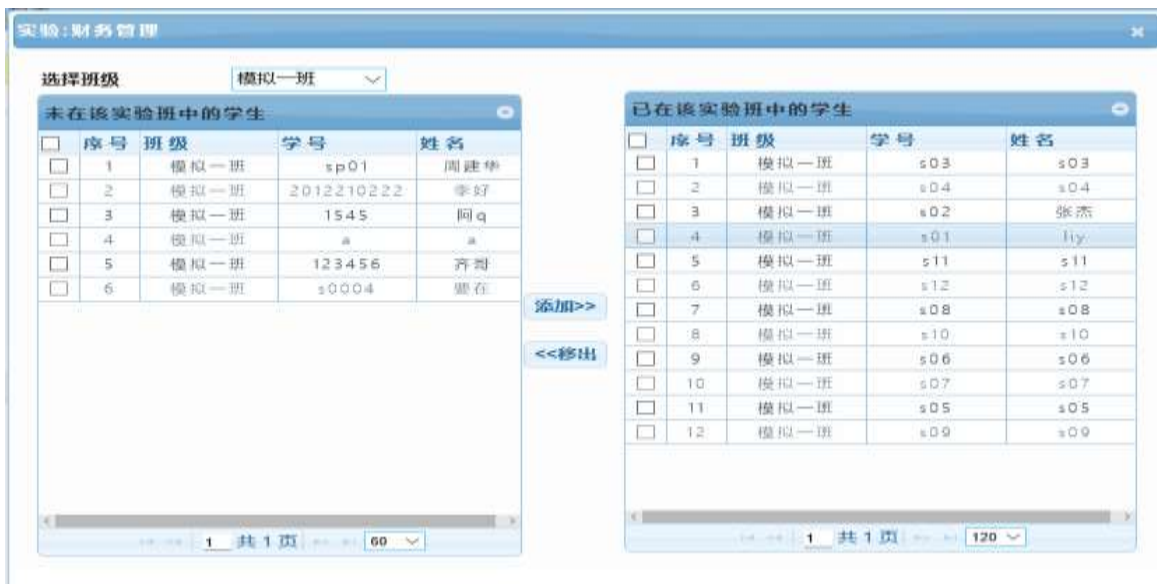 实验:财务管理
选择班级 模拟一班
未在该实验班中的学生
序号 班级 学号 姓名
1 模拟一班 sp01 周建华
2 模拟一班 2012210222 李好
3 模拟一班 1545 阿q
4 模拟一班 a a
5 模拟一班 123456 齐哥
6 模拟一班 s0004 在
共 1 页
1
60
添加>>
<<移出
已在该实验班中的学生
序号 班级 学号 姓名
1 模拟一班 s03 s03
2 模拟一班 s04 s04
3 模拟一班 s02 张杰
4 模拟一班 s01 liy
5 模拟一班 s11 s11
6 模拟一班 s12 s12
7 模拟一班 s08 s08
8 模拟一班 s10 s10
9 模拟一班 s06 s06
10 模拟一班 s07 s07
11 模拟一班 s05 s05
12 模拟一班 s09 s09
1 共 1 页 120